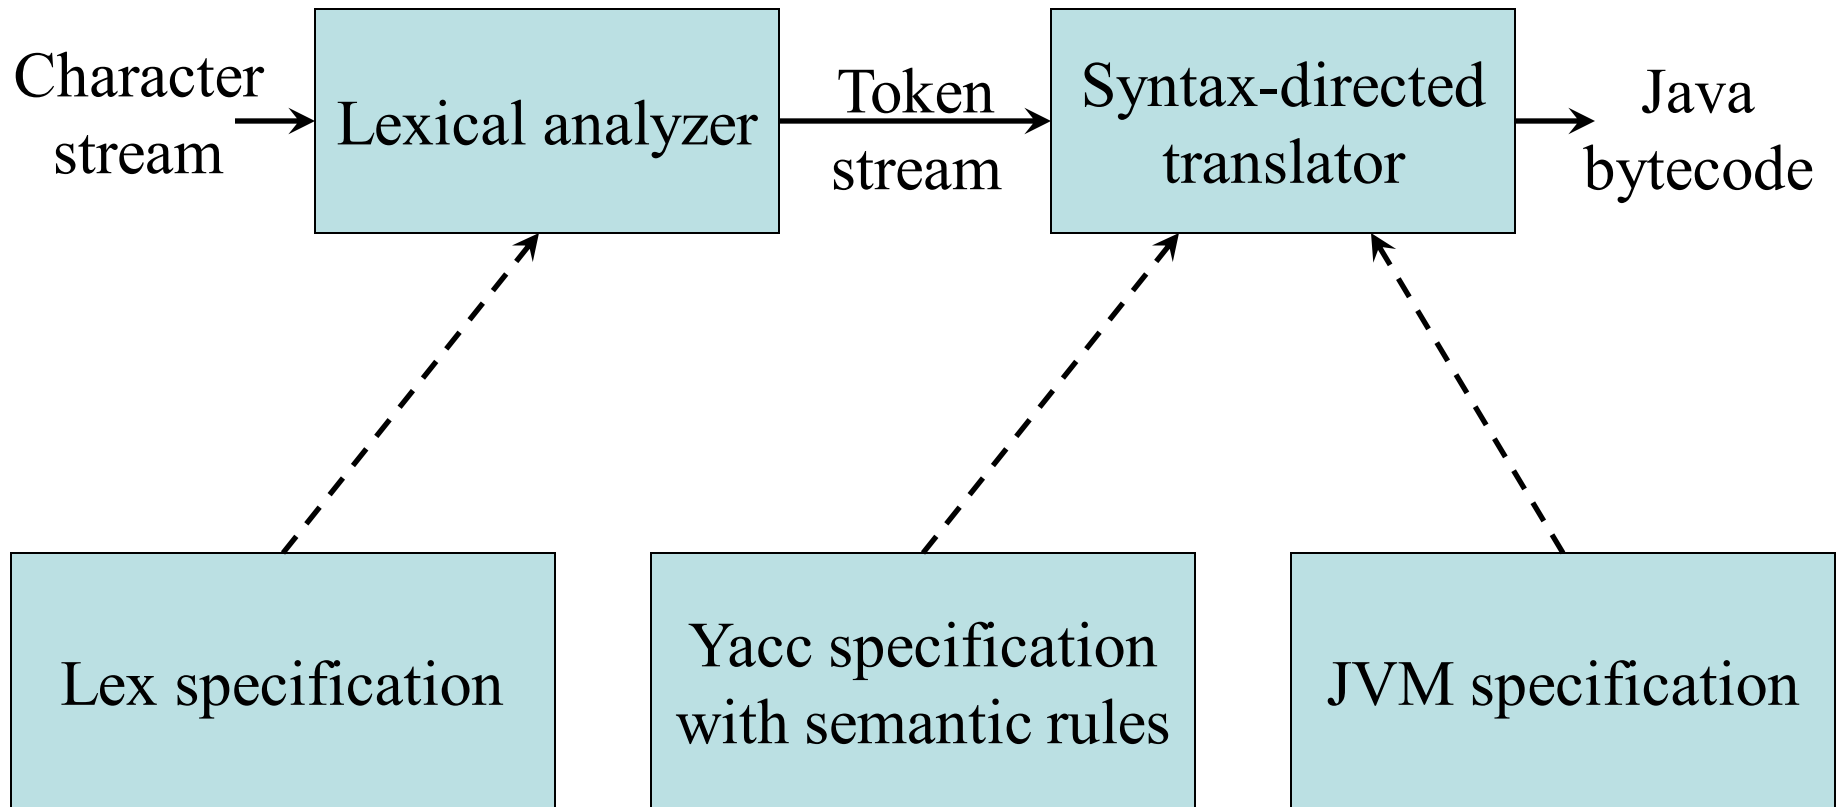 Character
stream
Lexical analyzer
Token
stream
Syntax-directed
translator
Java
bytecode
Lex specification
Yacc specification
with semantic rules
JVM specification